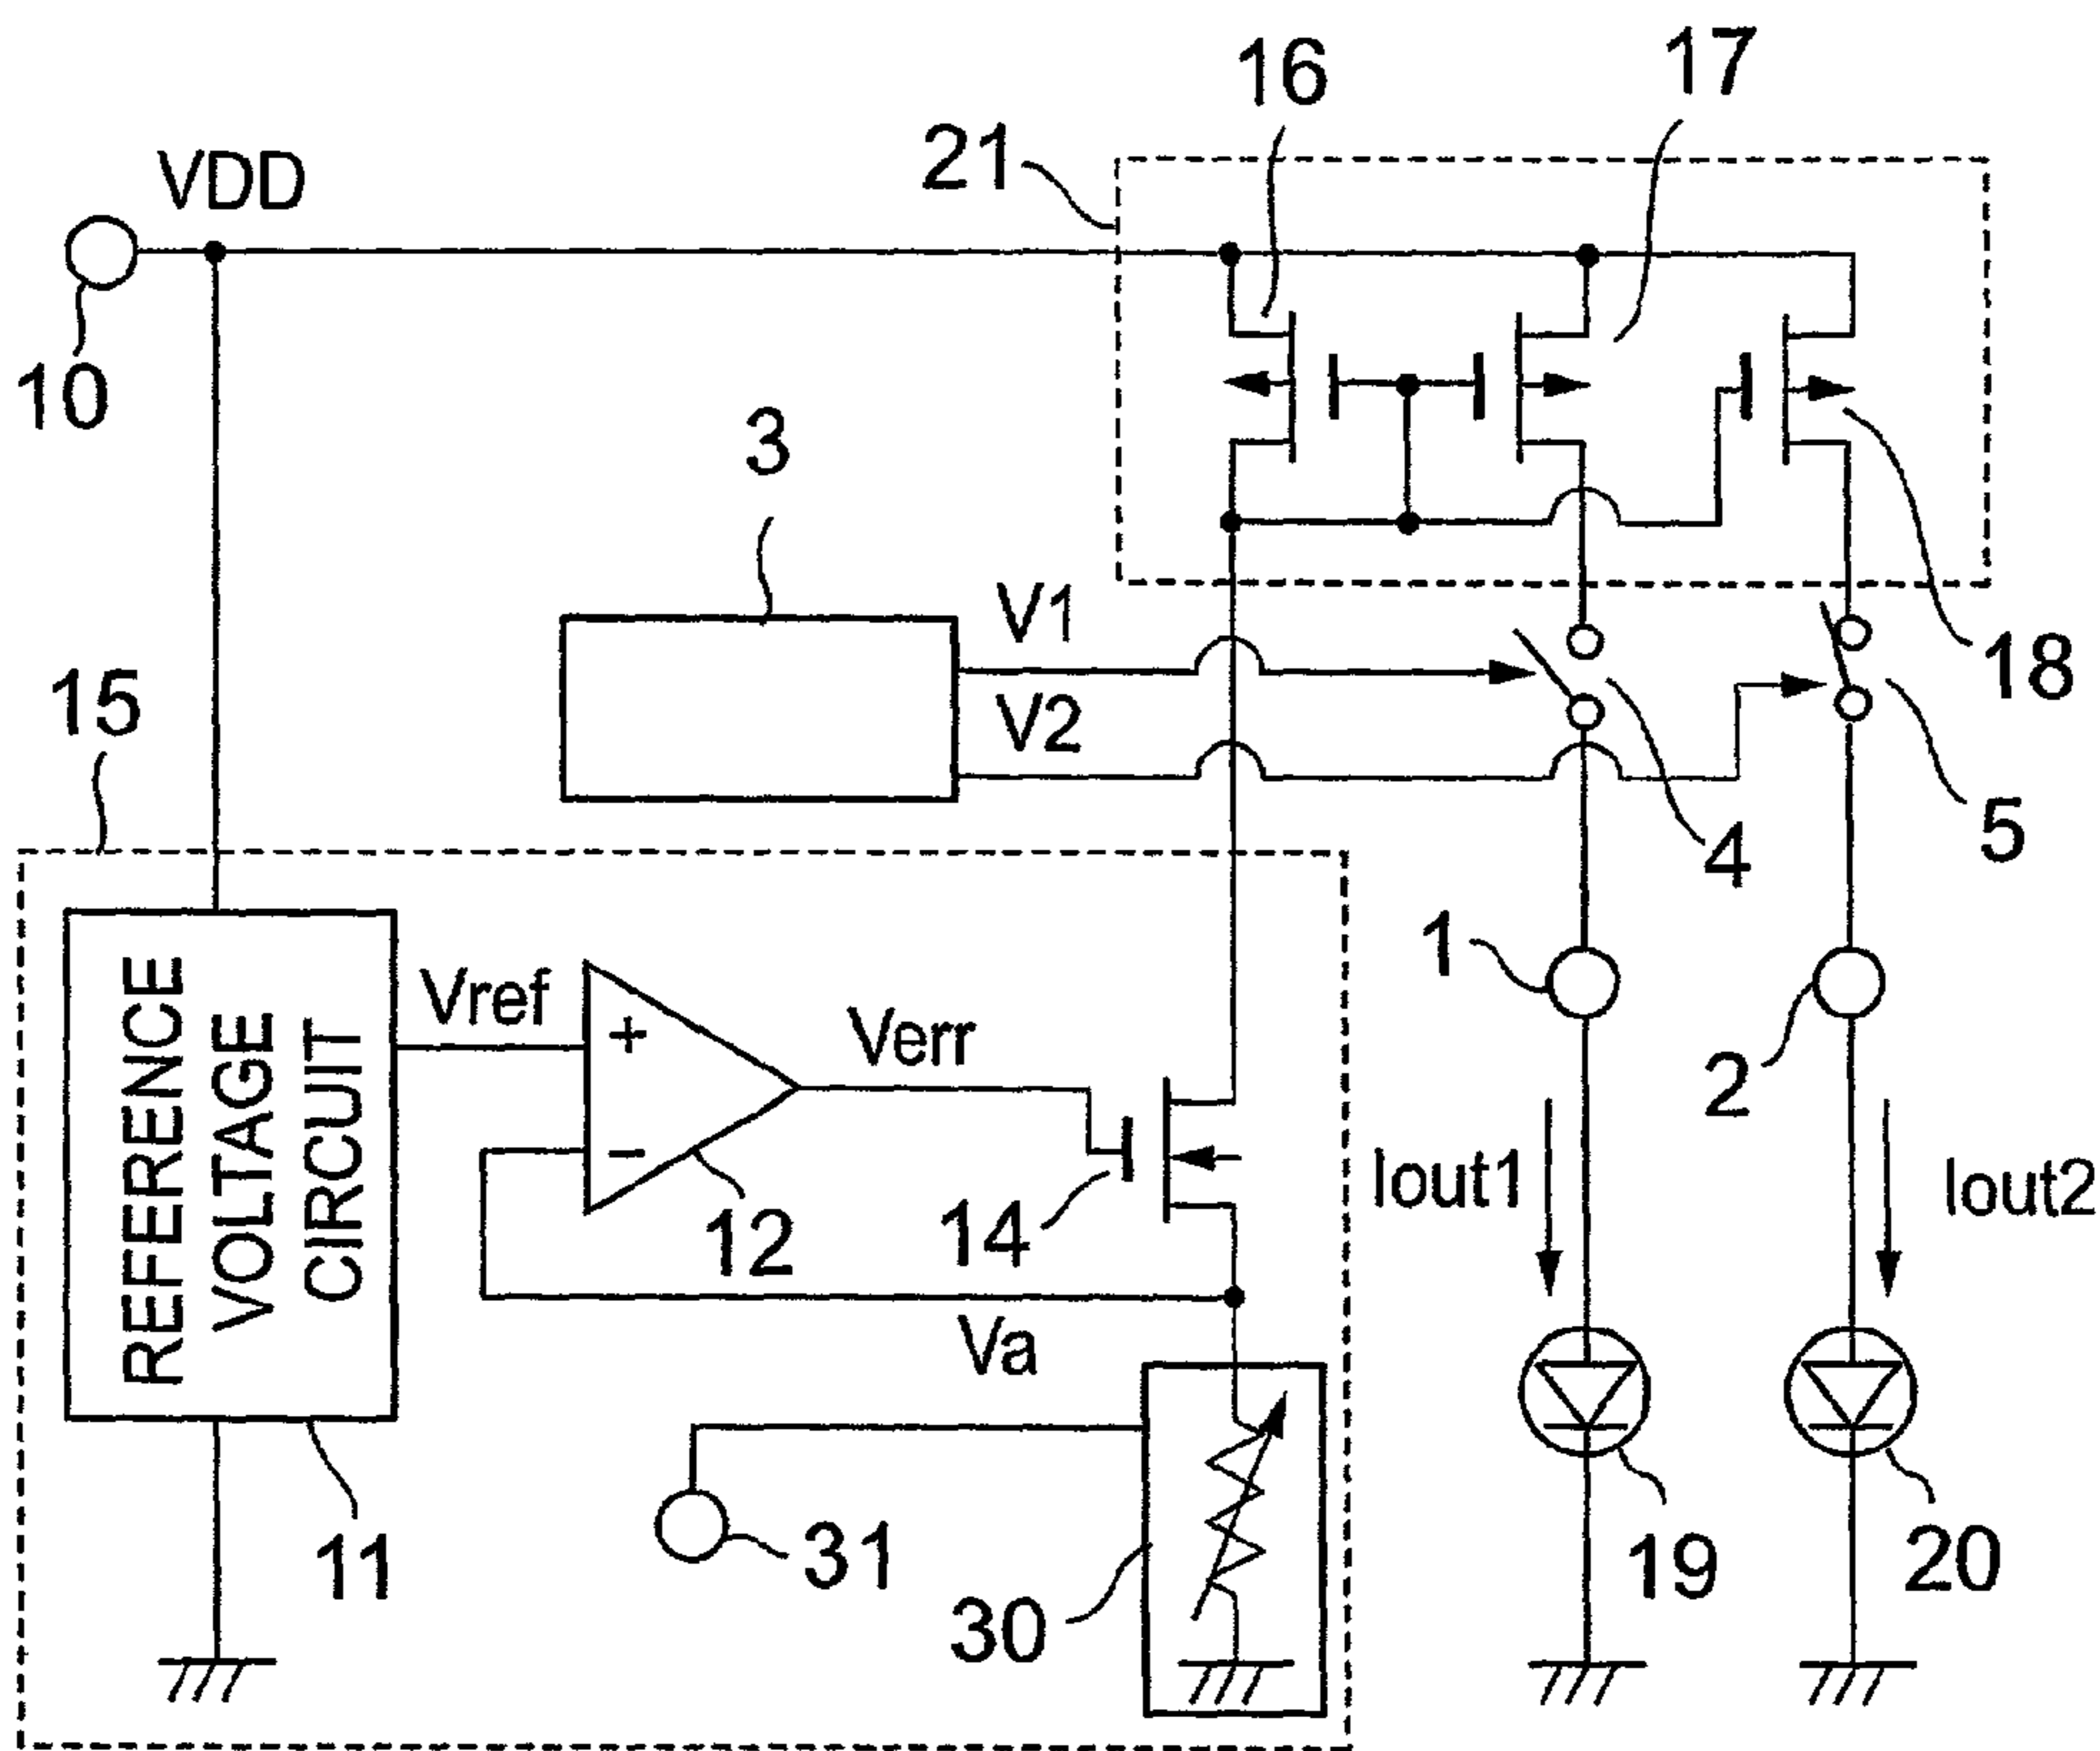 16
17
21
VDD
10
3
V1
V2
18
15
4
5
REFERENCE
VOLTAGE
CIRCUIT
Vref
+
−
Verr
1
2
12
14
Iout1
Iout2
Va
11
31
30
19
20